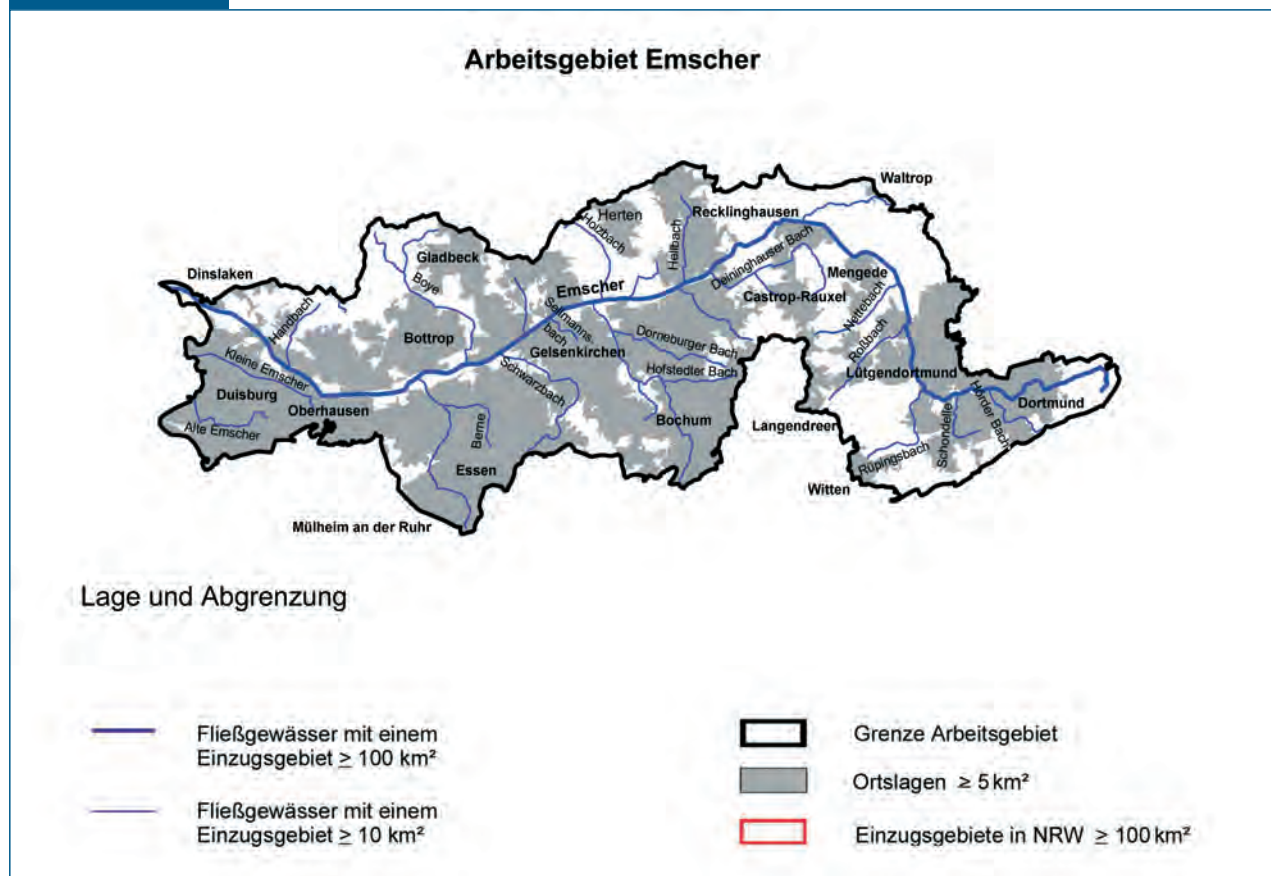 Arbeitsgebiet Emscher
Waltrop
Herten
Recklinghausen
Holzbach
Hellbach
Gladbeck
Deininghauser Bach
Dinslaken
Boye
Mengede
Emscher
Castrop-Rauxel
Nettebach
Handbach
Sellmanns-
bach
Bottrop
Dorneburger Bach
Roßbach
Gelsenkirchen
Kleine Emscher
Schwarzbach
Hofstedler Bach
Lütgendortmund
Duisburg
Oberhausen
Hörder Bach
Dortmund
Alte Emscher
Berne
Bochum
Langendreer
Schondelle
Essen
Rüpingsbach
Witten
Mülheim an der Ruhr
Lage und Abgrenzung
Fließgewässer mit einem
Einzugsgebiet ≥ 100 km²
Fließgewässer mit einem
Einzugsgebiet ≥ 10 km²
Grenze Arbeitsgebiet
Ortslagen ≥ 5 km²
Einzugsgebiete in NRW ≥ 100 km²